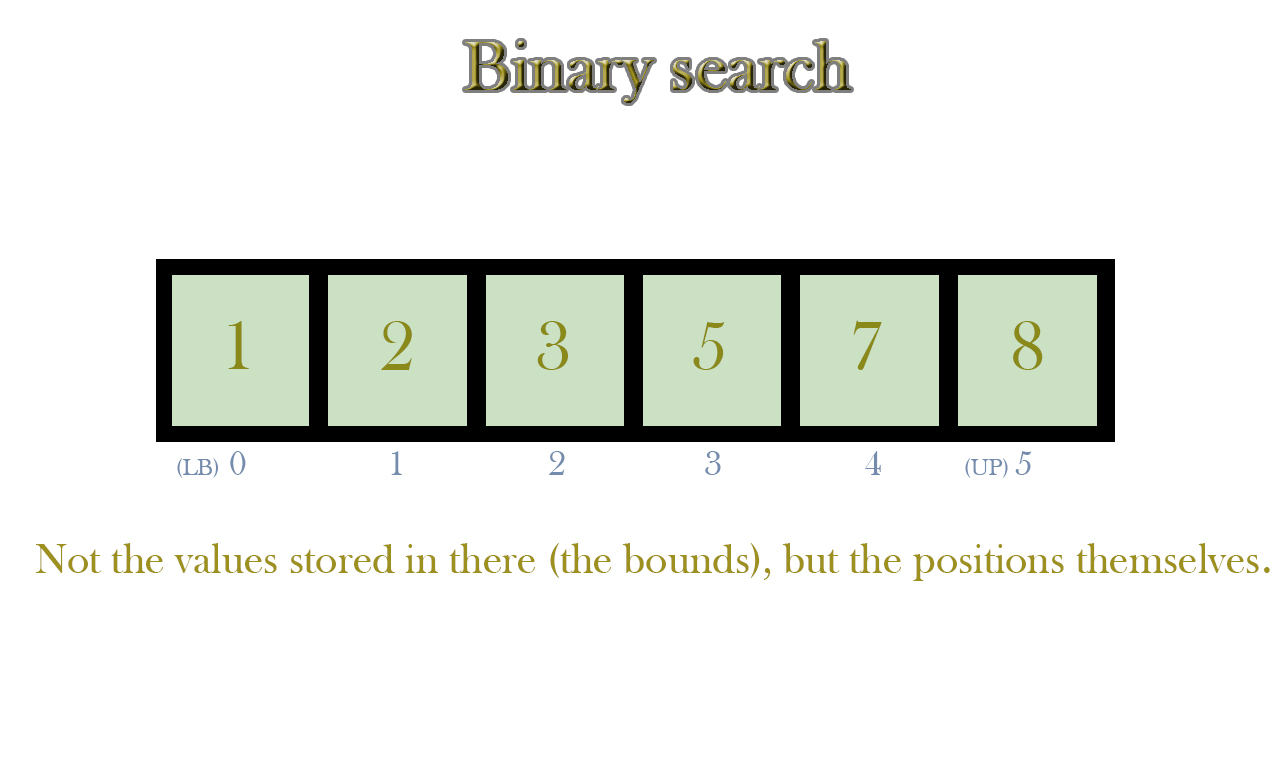 Binary search
1 2 3 5 7 8
(LB) 0 1 2 3 4 (UP) 5
Not the values stored in there (the bounds), but the positions themselves.